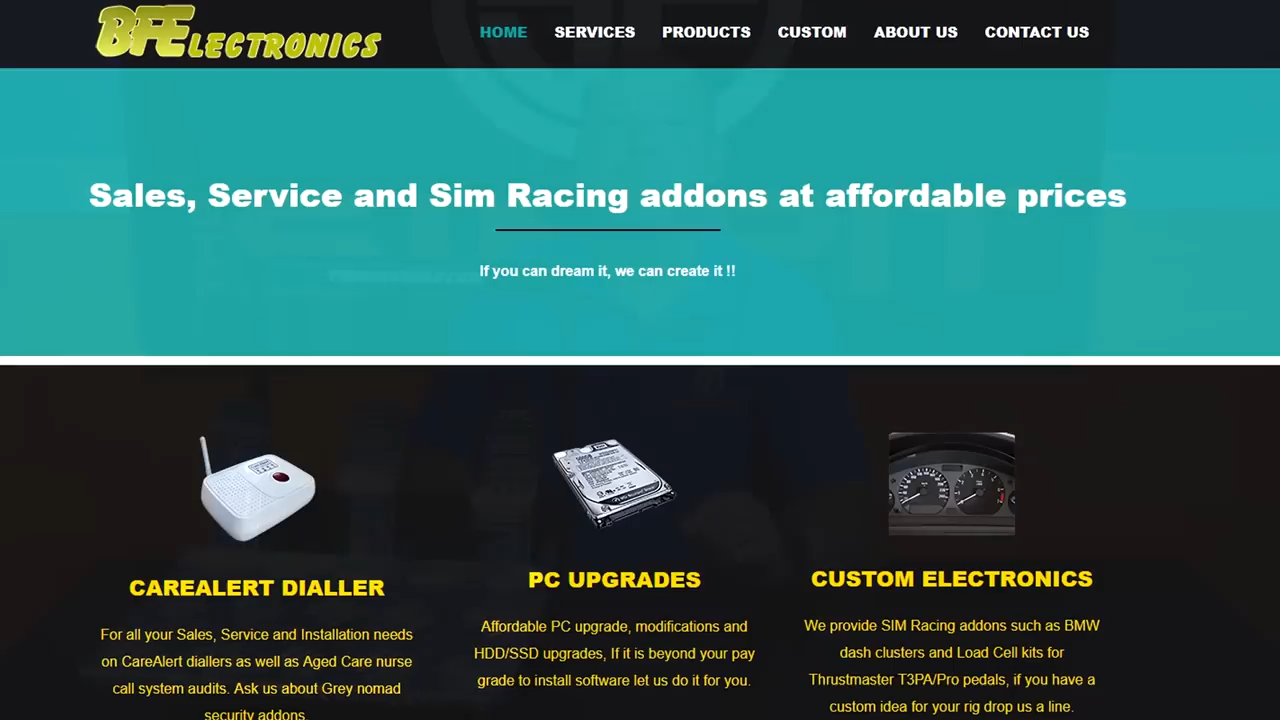 BFElectronics
HOME SERVICES PRODUCTS CUSTOM ABOUT US CONTACT US
Sales, Service and Sim Racing addons at affordable prices
If you can dream it, we can create it !!
CAREALERT DIALLER
For all your Sales, Service and Installation needs
on CareAlert diallers as well as Aged Care nurse
call system audits. Ask us about Grey nomad
security addons.
PC UPGRADES
Affordable PC upgrade, modifications and
HDD/SSD upgrades, If it is beyond your pay
grade to install software let us do it for you.
CUSTOM ELECTRONICS
We provide SIM Racing addons such as BMW
dash clusters and Load Cell kits for
Thrustmaster T3PA/Pro pedals, if you have a
custom idea for your rig drop us a line.